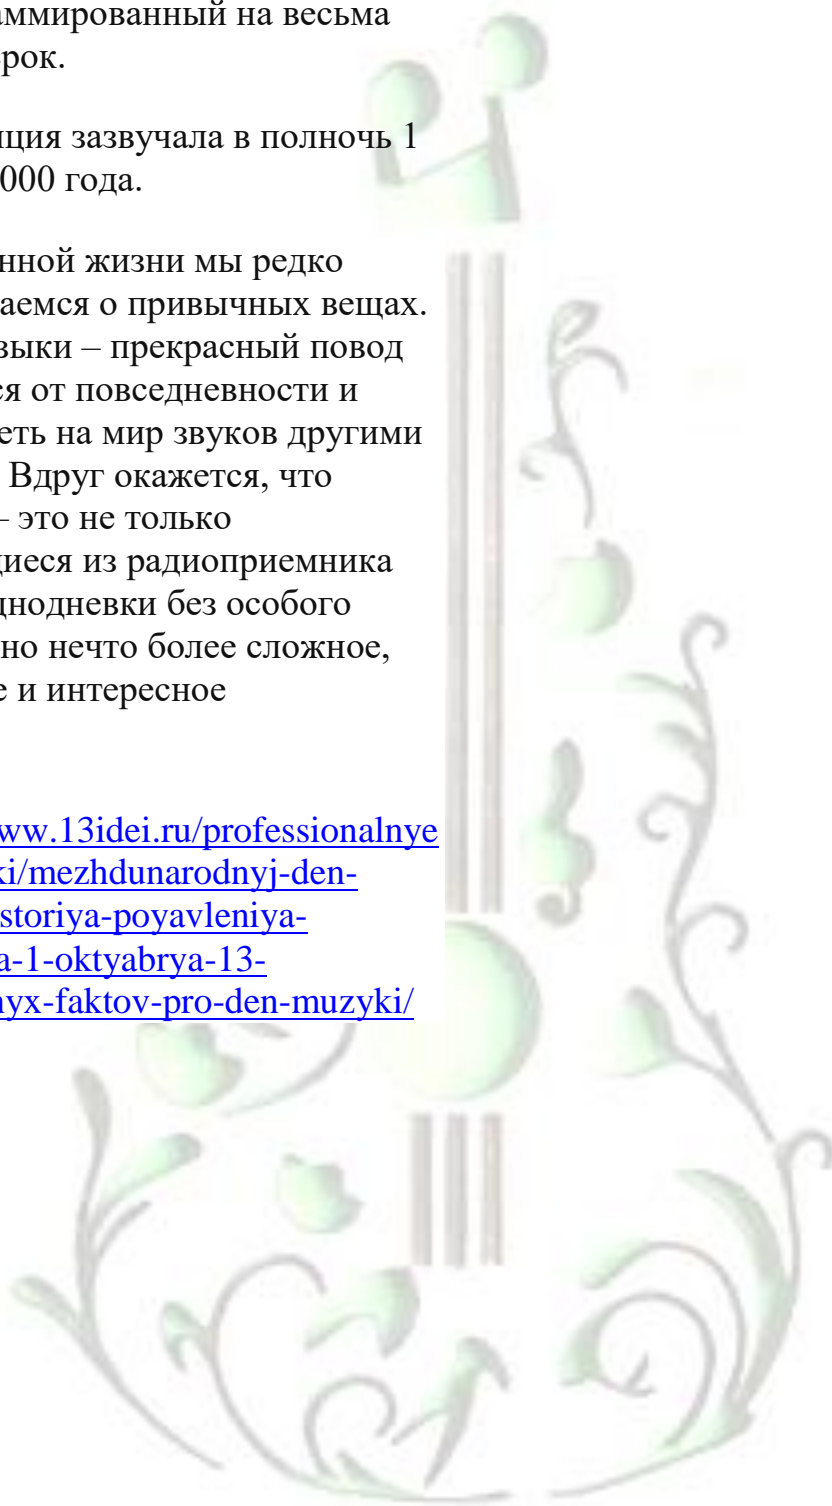 аммированный на весьма
рок.
ция зазвучала в полночь 1
000 года.
нной жизни мы редко
аемся о привычных вещах.
зыки – прекрасный повод
ся от повседневности и
еть на мир звуков другими
Вдруг окажется, что
– это не только
щиеся из радиоприемника
днодневки без особого
но нечто более сложное,
е и интересное
ww.13idei.ru/professionalnye
ki/mezhdunarodnyj-den-
storiya-poyavleniya-
a-1-oktyabrya-13-
nyx-faktov-pro-den-muzyki/